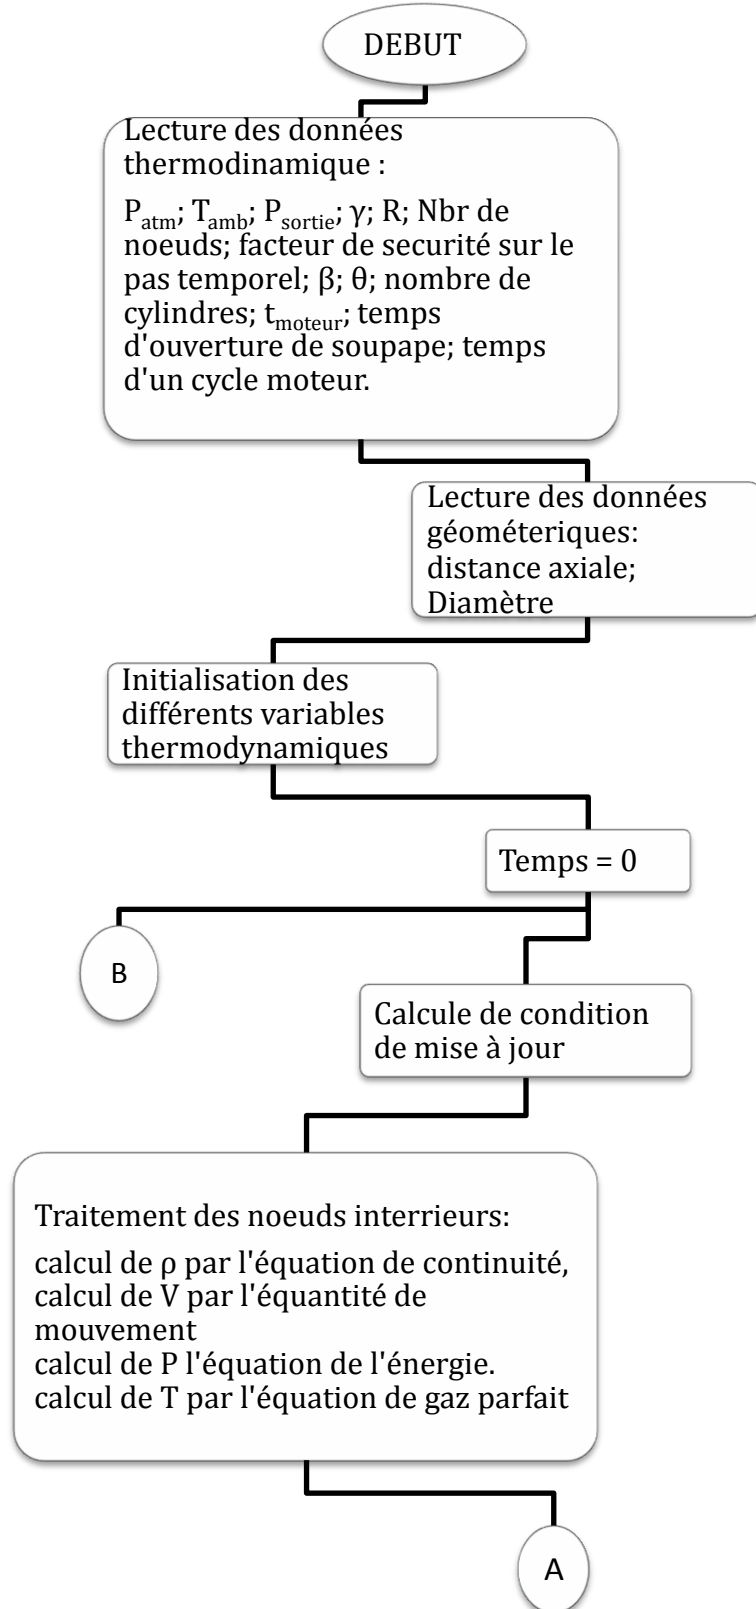 DEBUT
Lecture des données
thermodinamique :
Patm; Tamb; Psortie; γ; R; Nbr de
noeuds; facteur de securité sur le
pas temporel; β; θ; nombre de
cylindres; tmoteur; temps
d'ouverture de soupape; temps
d'un cycle moteur.
Lecture des données
géométeriques:
distance axiale;
Diamètre
Initialisation des
différents variables
thermodynamiques
Temps = 0
B
Calcule de condition
de mise à jour
Traitement des noeuds interrieurs:
calcul de ρ par l'équation de continuité,
calcul de V par l'équantité de
mouvement
calcul de P l'équation de l'énergie.
calcul de T par l'équation de gaz parfait
A